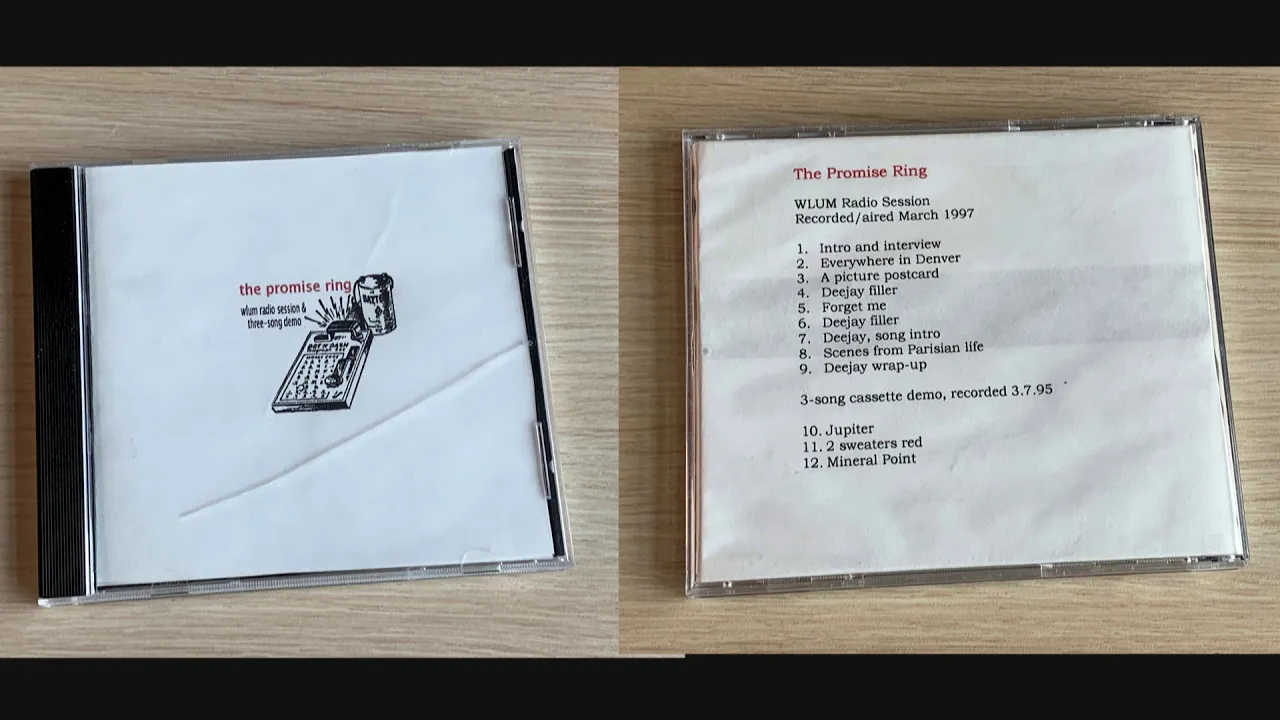 the promise ring
wlum radio session &
three-song demo
The Promise Ring
WLUM Radio Session
Recorded/aired March 1997
1. Intro and interview
2. Everywhere in Denver
3. A picture postcard
4. Deejay filler
5. Forget me
6. Deejay filler
7. Deejay, song intro
8. Scenes from Parisian life
9. Deejay wrap-up
3-song cassette demo, recorded 3.7.95
10. Jupiter
11. 2 sweaters red
12. Mineral Point